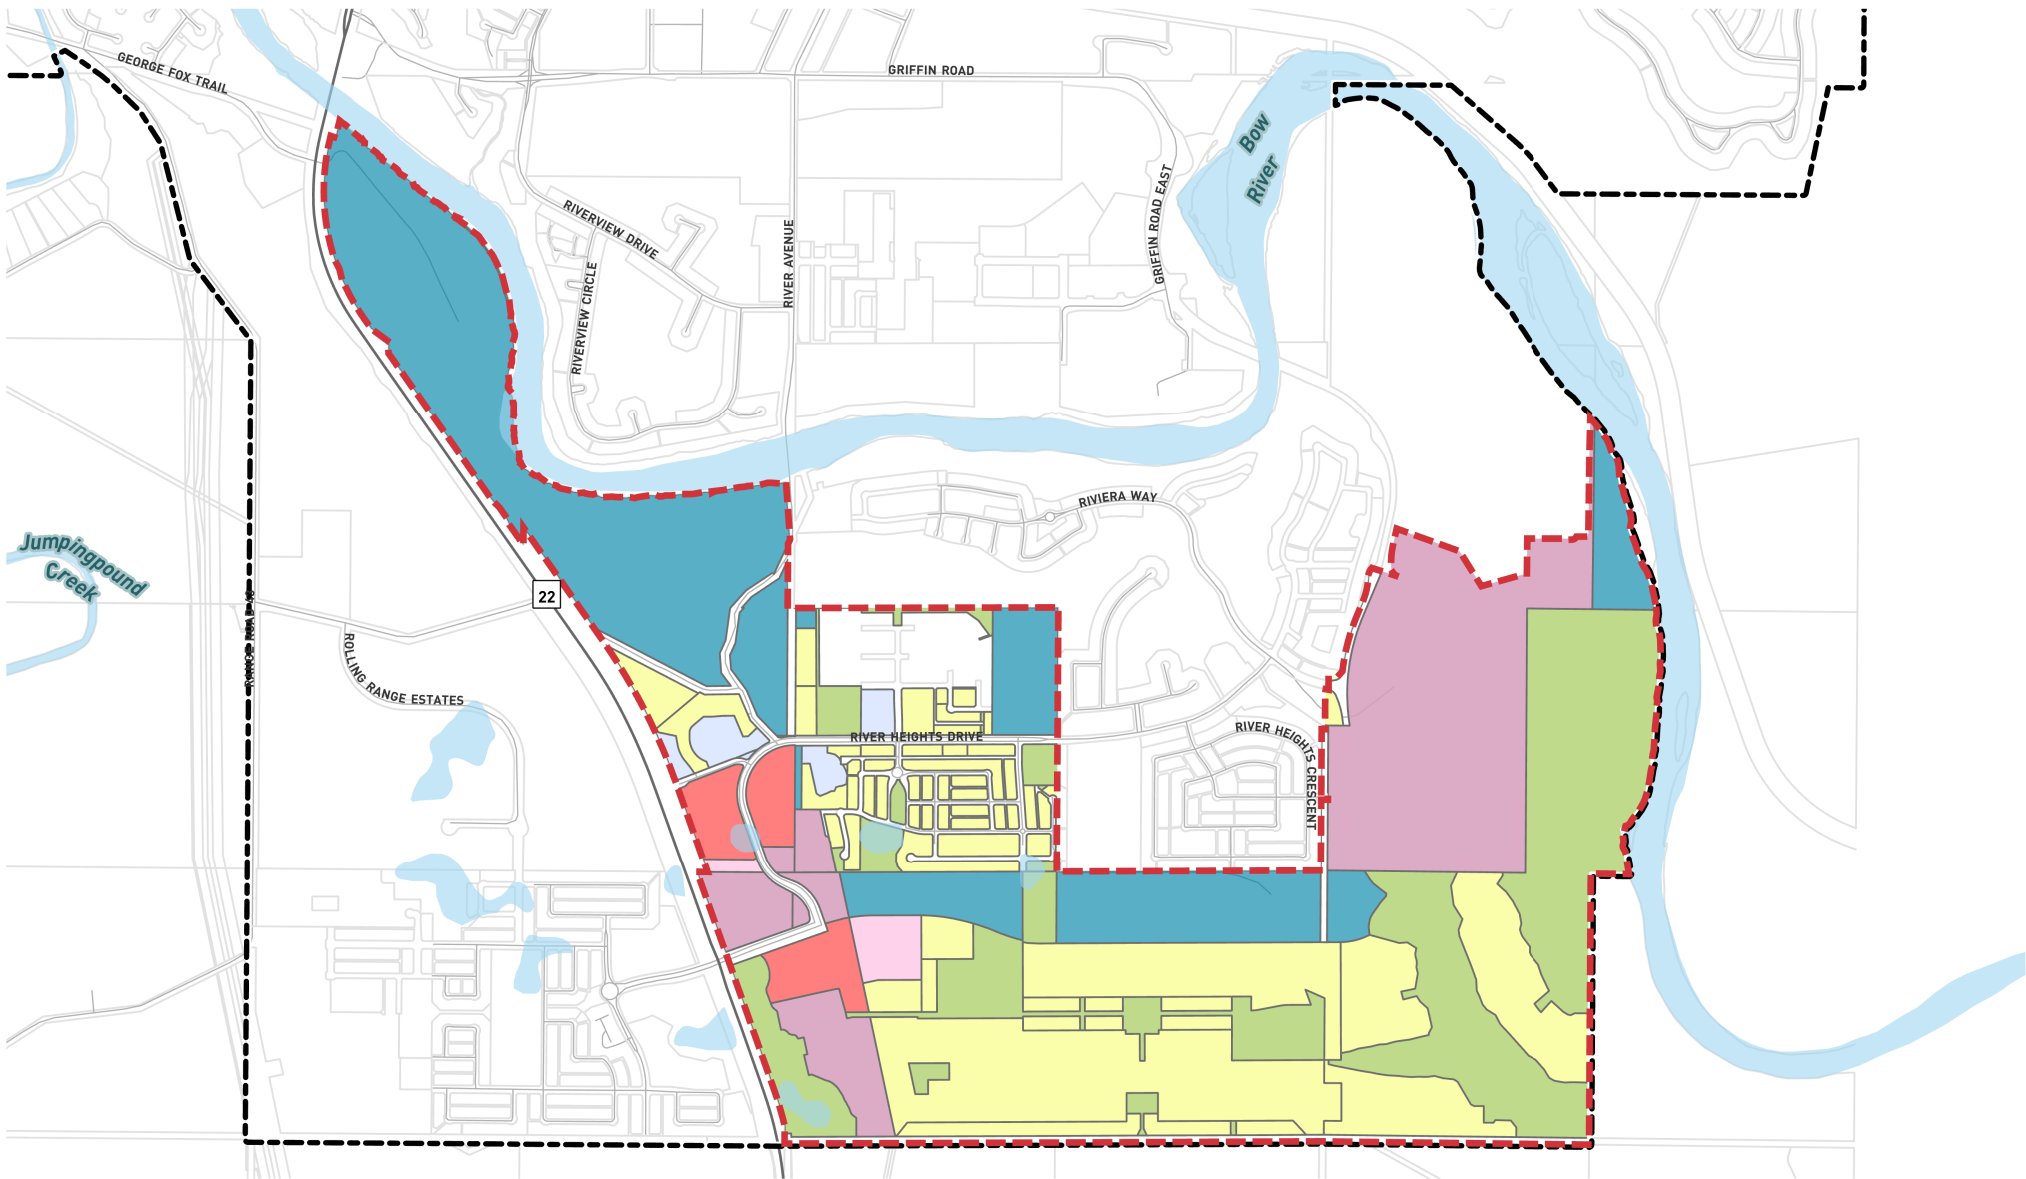 GEORGE FOX TRAIL
GRIFFIN ROAD
Bow
River
RIVERVIEW DRIVE
RIVER AVENUE
GRIFFIN ROAD EAST
RIVERVIEW CIRCLE
RIVIERA WAY
Jumpingpound
Creek
22
ROLLING RANGE ESTATES
RIVER HEIGHTS DRIVE
RIVER HEIGHTS CRESCENT